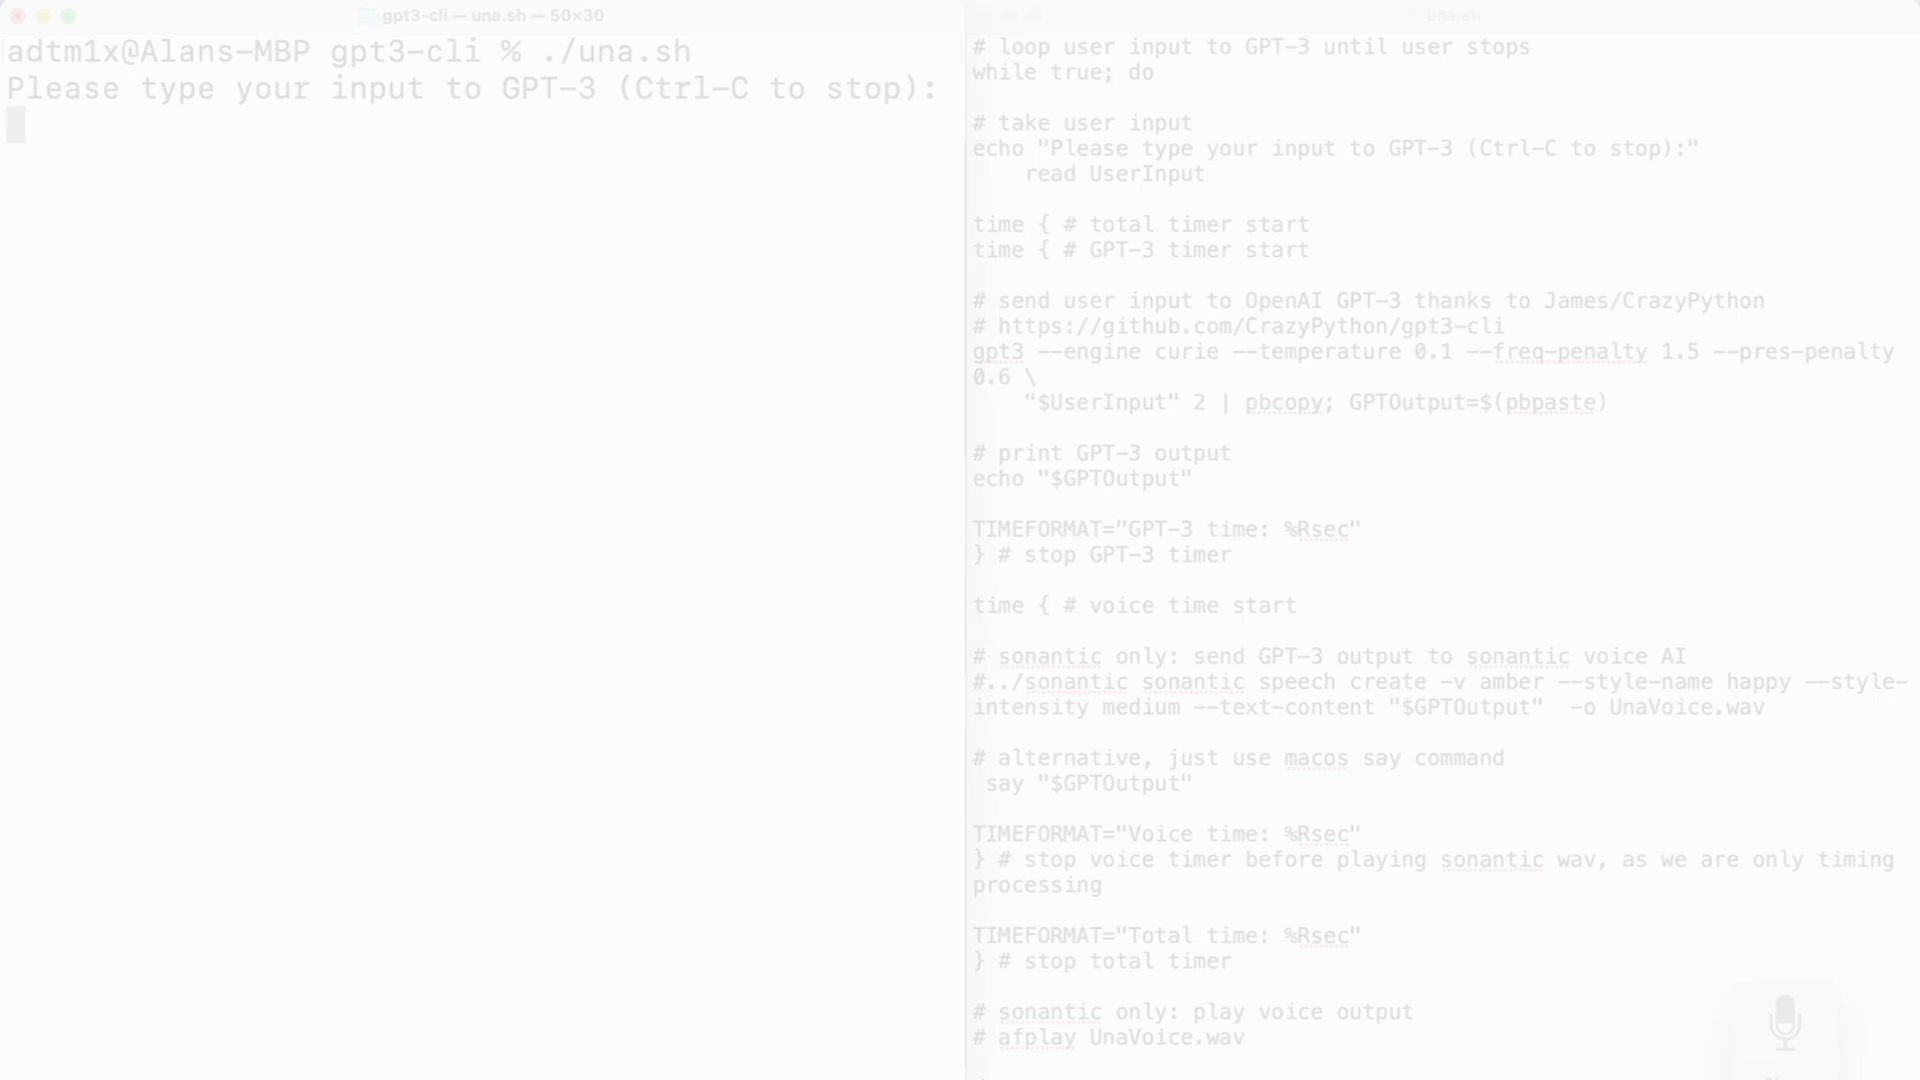 gpt3-cli — una.sh — 50×30
adtm1x@Alans-MBP gpt3-cli % ./una.sh
Please type your input to GPT-3 (Ctrl-C to stop):
una.sh
# loop user input to GPT-3 until user stops
while true; do
# take user input
echo "Please type your input to GPT-3 (Ctrl-C to stop):"
read UserInput
time { # total timer start
time { # GPT-3 timer start
# send user input to OpenAI GPT-3 thanks to James/CrazyPython
# https://github.com/CrazyPython/gpt3-cli
gpt3 --engine curie --temperature 0.1 --freq-penalty 1.5 --pres-penalty
0.6 \
"$UserInput" 2 | pbcopy; GPTOutput=$(pbpaste)
# print GPT-3 output
echo "$GPTOutput"
TIMEFORMAT="GPT-3 time: %Rsec"
} # stop GPT-3 timer
time { # voice time start
# sonantic only: send GPT-3 output to sonantic voice AI
#../sonantic sonantic speech create -v amber --style-name happy --style-
intensity medium --text-content "$GPTOutput"  -o UnaVoice.wav
# alternative, just use macos say command
say "$GPTOutput"
TIMEFORMAT="Voice time: %Rsec"
} # stop voice timer before playing sonantic wav, as we are only timing
processing
TIMEFORMAT="Total time: %Rsec"
} # stop total timer
# sonantic only: play voice output
# afplay UnaVoice.wav